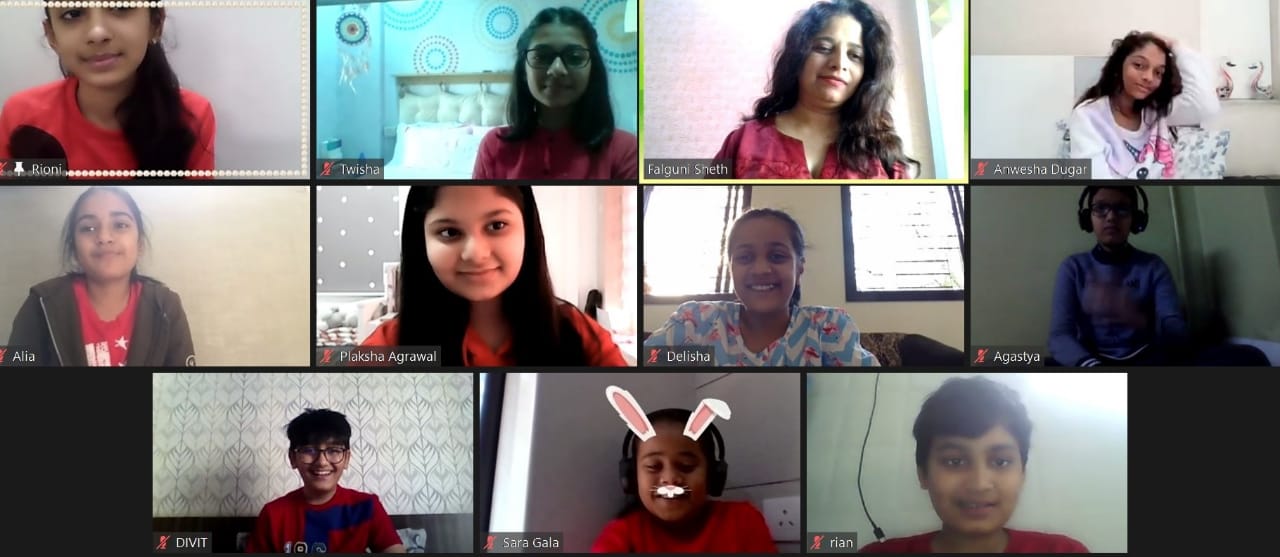 Rioni
Twisha
Falguni Sheth
Anwesha Dugar
Alia
Plaksha Agrawal
Delisha
Agastya
DIVIT
Sara Gala
rian